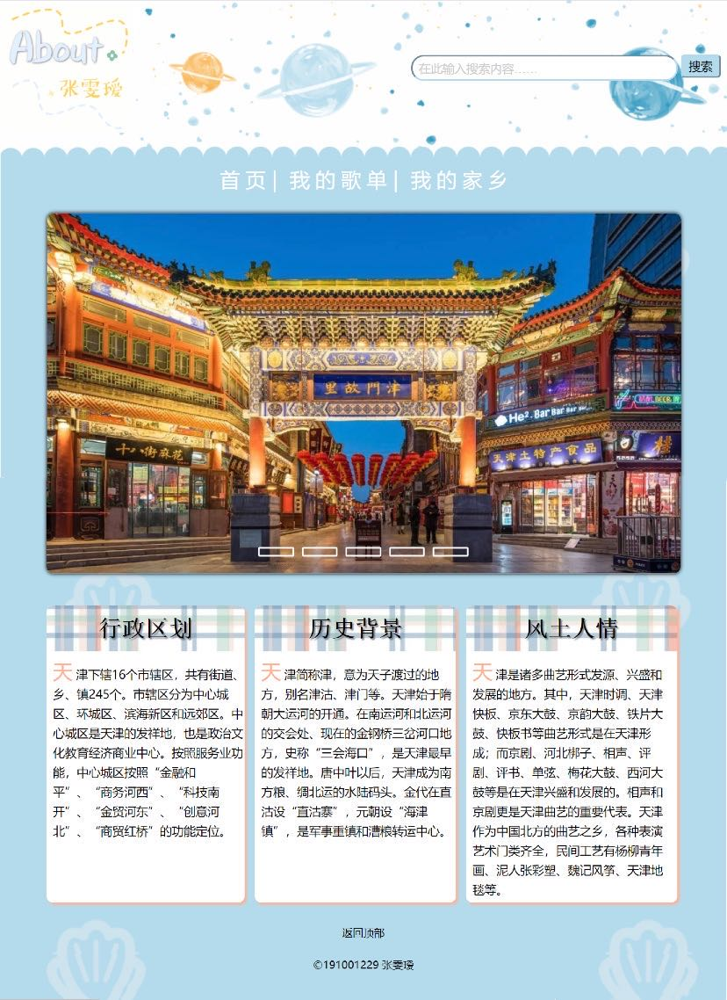 About
张雯瑷
在此输入搜索内容……
搜索
首页| 我的歌单| 我的家乡
里故門津
十八街麻花
He². Bar Bar Bar Bar...
BEER
天津土特产食品
楼
行政区划
天津下辖16个市辖区，共有街道、
乡、镇245个。市辖区分为中心城
区、环城区、滨海新区和远郊区。中
心城区是天津的发祥地，也是政治文
化教育经济商业中心。按照服务业功
能，中心城区按照“金融和
平”、“商务河西”、“科技南
开”、“金贸河东”、“创意河
北”、“商贸红桥”的功能定位。
历史背景
天津简称津，意为天子渡过的地
方，别名津沽、津门等。天津始于隋
朝大运河的开通。在南运河和北运河
的交会处、现在的金钢桥三岔河口地
方，史称“三会海口”，是天津最早
的发祥地。唐中叶以后，天津成为南
方粮、绸北运的水陆码头。金代在直
沽设“直沽寨”，元朝设“海津
镇”，是军事重镇和漕粮转运中心。
风土人情
天津是诸多曲艺形式发源、兴盛和
发展的地方。其中，天津时调、天津
快板、京东大鼓、京韵大鼓、铁片大
鼓、快板书等曲艺形式是在天津形
成；而京剧、河北梆子、相声、评
剧、评书、单弦、梅花大鼓、西河大
鼓等是在天津兴盛和发展的。相声和
京剧更是天津曲艺的重要代表。天津
作为中国北方的曲艺之乡，各种表演
艺术门类齐全，民间工艺有杨柳青年
画、泥人张彩塑、魏记风筝、天津地
毯等。
返回顶部
©191001229 张雯瑷